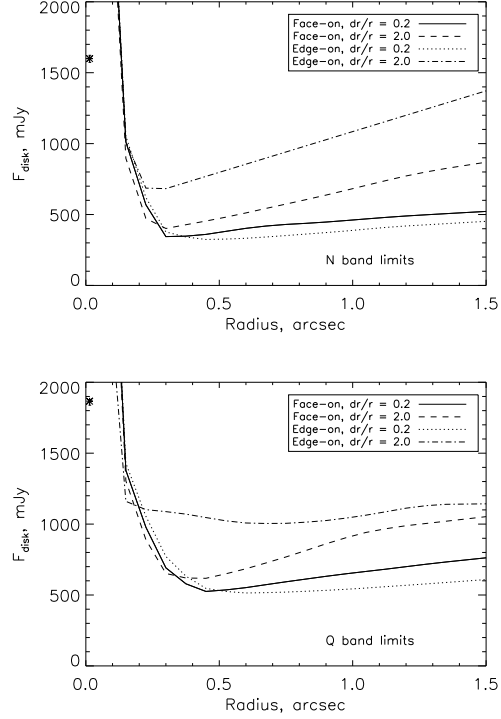 2000
1500
1000
500
0
F_disk, mJy
Face-on, dr/r = 0.2
Face-on, dr/r = 2.0
Edge-on, dr/r = 0.2
Edge-on, dr/r = 2.0
N band limits
0.0 0.5 1.0 1.5
Radius, arcsec
2000
1500
1000
500
0
F_disk, mJy
Face-on, dr/r = 0.2
Face-on, dr/r = 2.0
Edge-on, dr/r = 0.2
Edge-on, dr/r = 2.0
Q band limits
0.0 0.5 1.0 1.5
Radius, arcsec